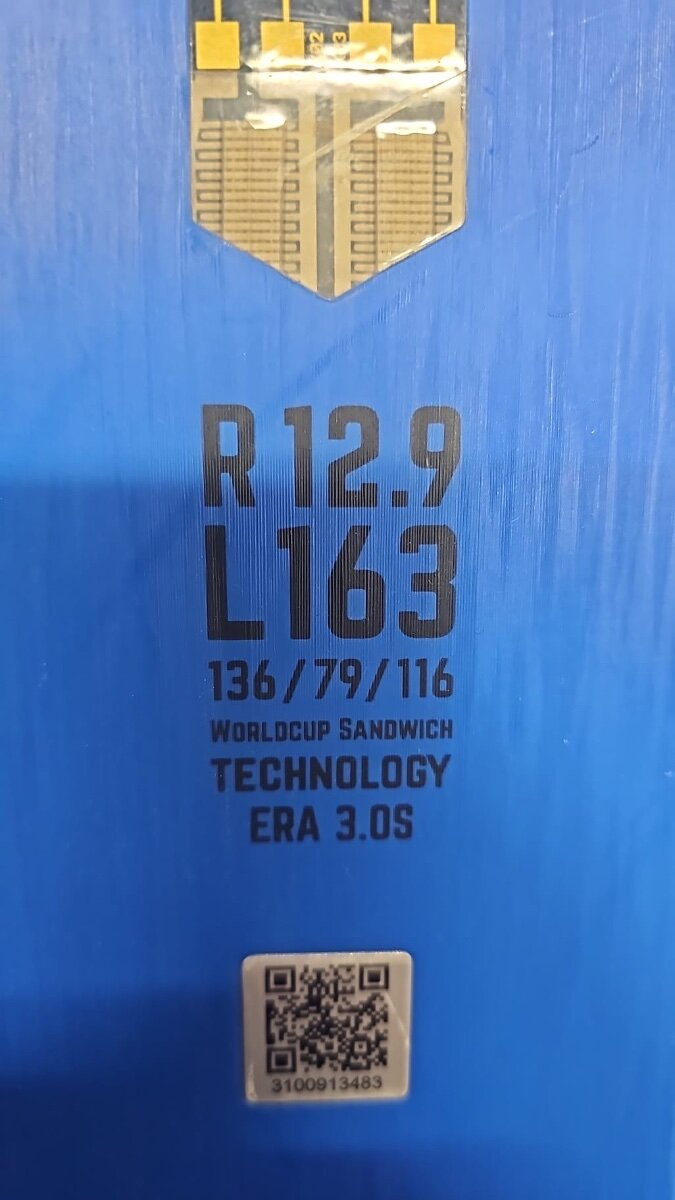 R 12.9
L163
136/79/116
WORLDCUP SANDWICH
TECHNOLOGY
ERA 3.0S
3100913483